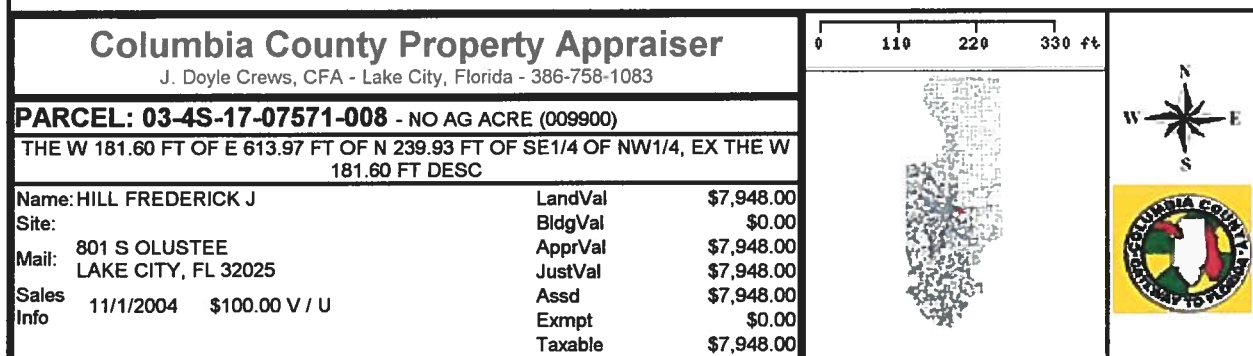 Columbia County Property Appraiser
J. Doyle Crews, CFA - Lake City, Florida - 386-758-1083
PARCEL: 03-4S-17-07571-008 - NO AG ACRE (009900)
THE W 181.60 FT OF E 613.97 FT OF N 239.93 FT OF SE1/4 OF NW1/4, EX THE W
181.60 FT DESC
Name: HILL FREDERICK J
Site:
Mail: 801 S OLUSTEE
LAKE CITY, FL 32025
Sales Info 11/1/2004 $100.00 V / U
LandVal $7,948.00
BldgVal $0.00
ApprVal $7,948.00
JustVal $7,948.00
Assd $7,948.00
Exmpt $0.00
Taxable $7,948.00
0 110 220 330 ft
N
W E
S
COLUMBIA COUNTY
GATEWAY TO FLORIDA